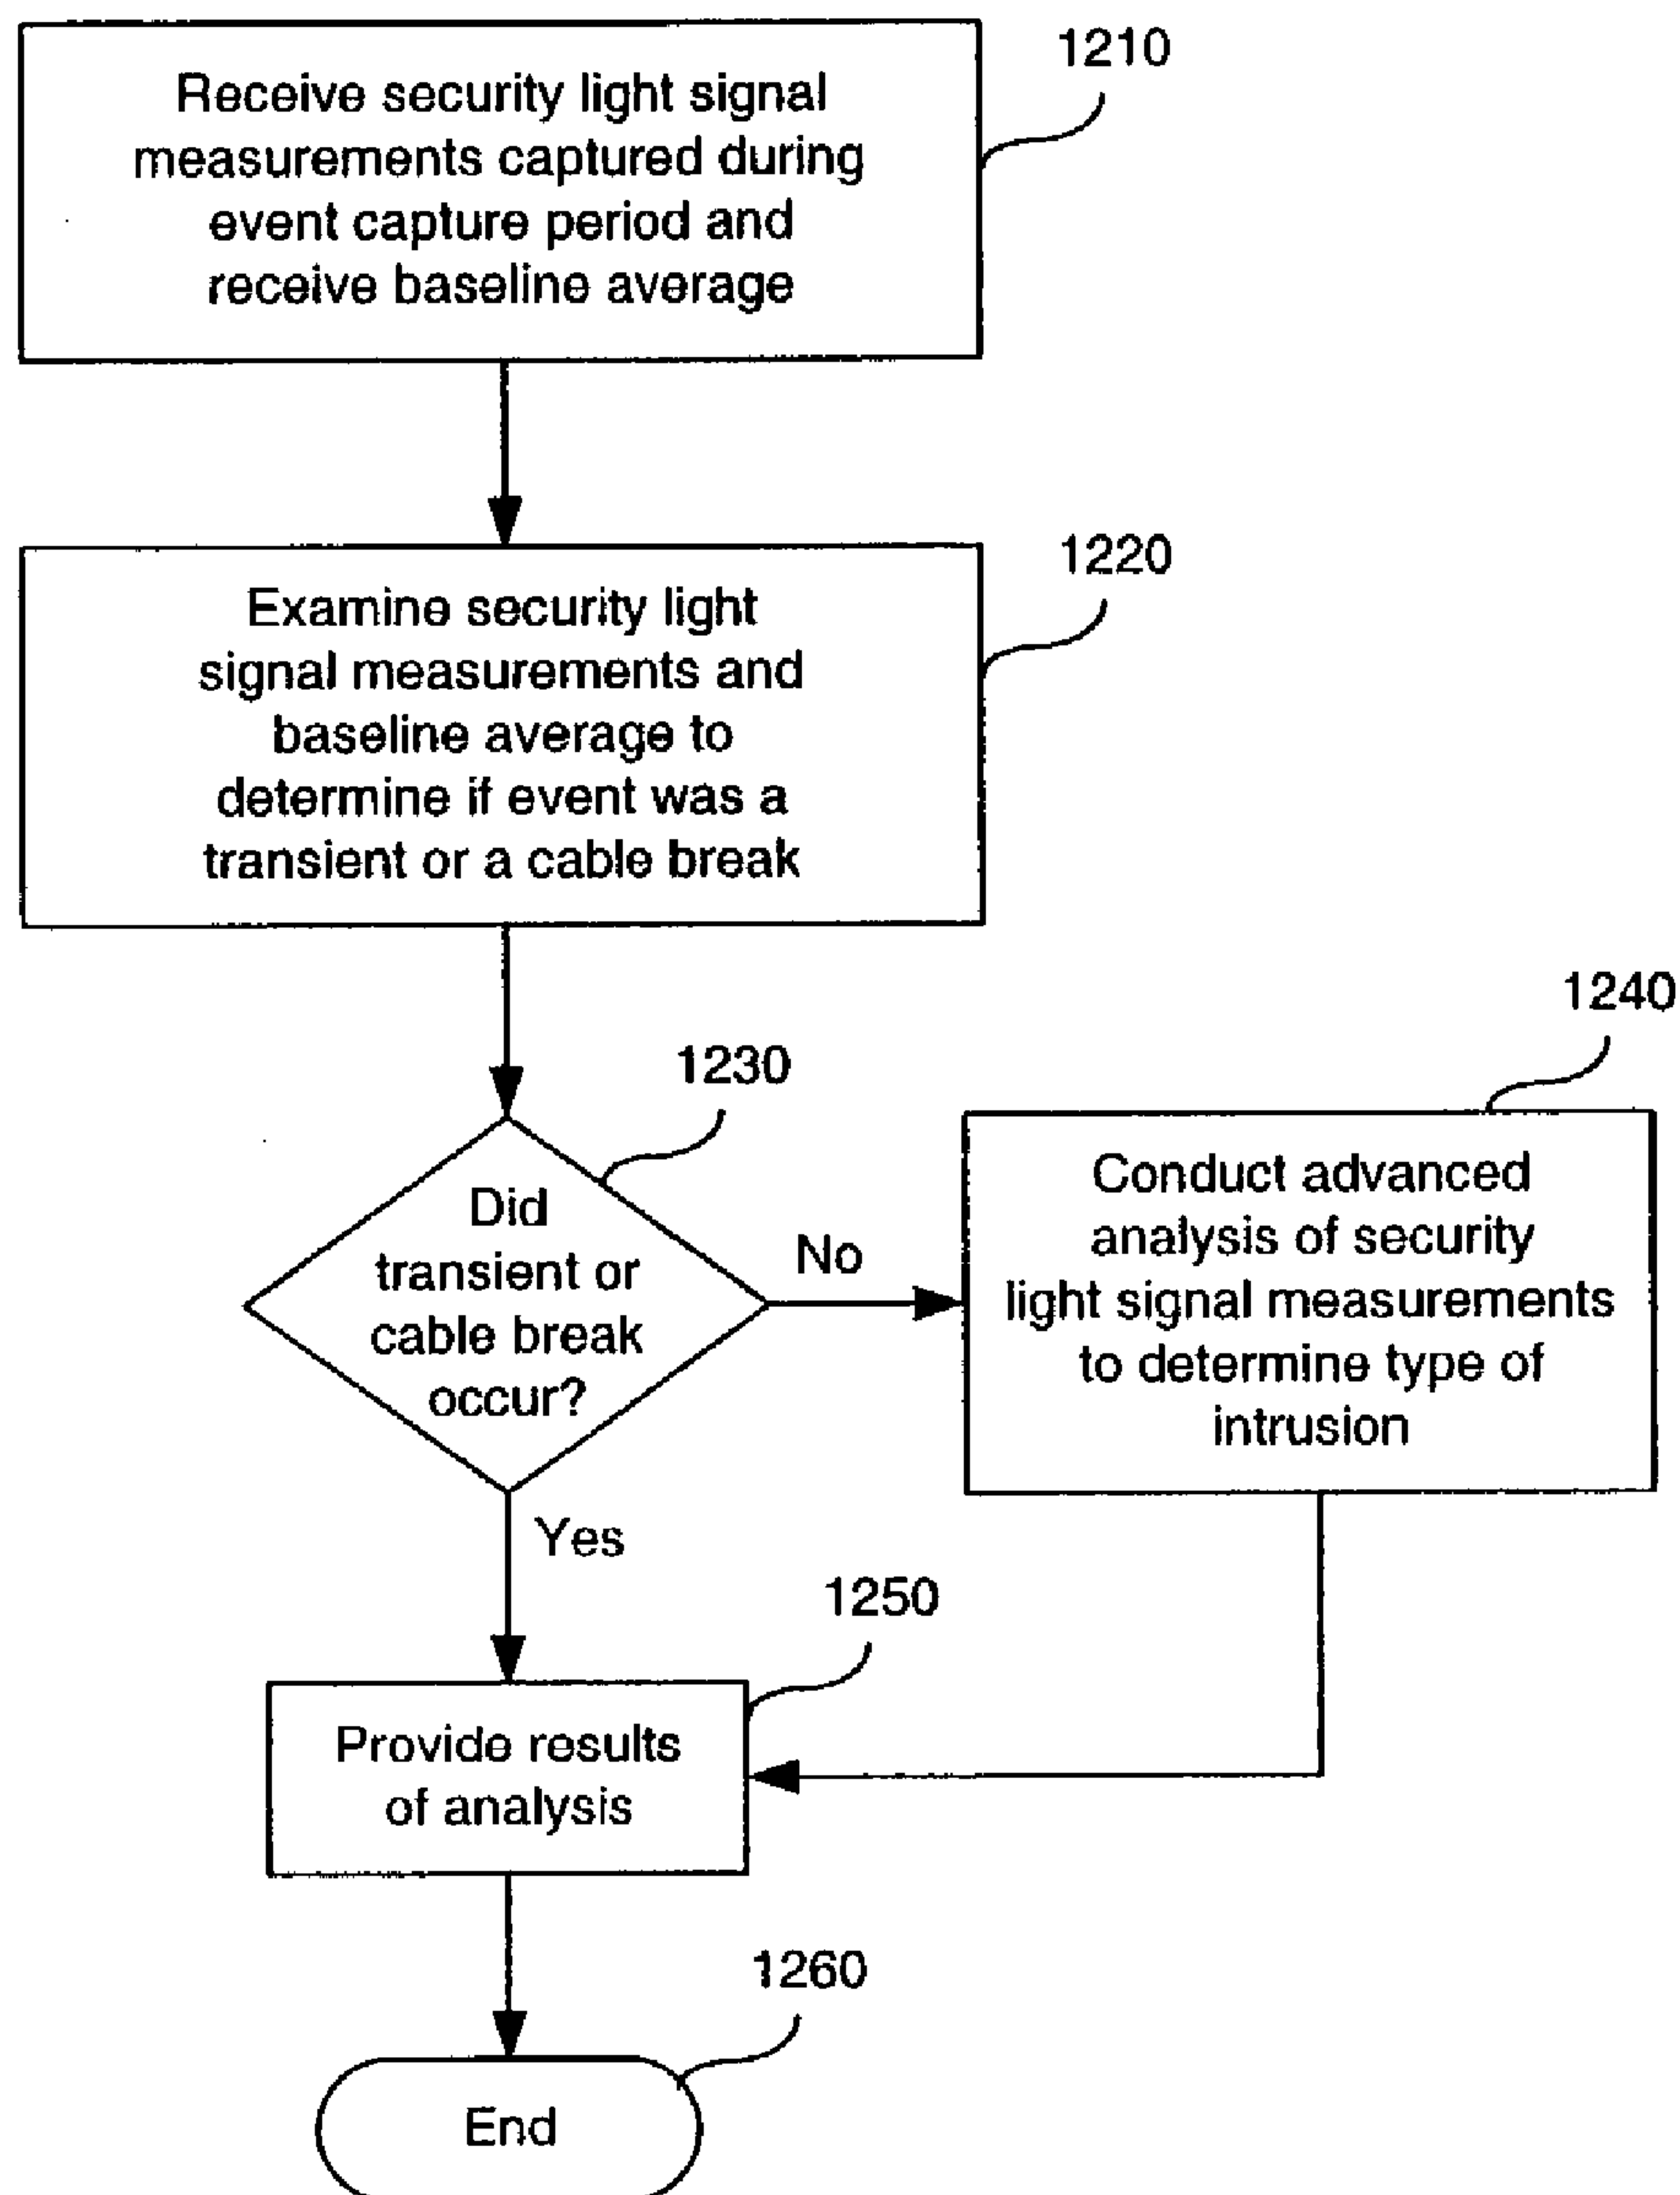 1210
Receive security light signal
measurements captured during
event capture period and
receive baseline average
1220
Examine security light
signal measurements and
baseline average to
determine if event was a
transient or a cable break
1230
Did
transient or
cable break
occur?
No
1240
Conduct advanced
analysis of security
light signal measurements
to determine type of
intrusion
Yes
1250
Provide results
of analysis
1260
End